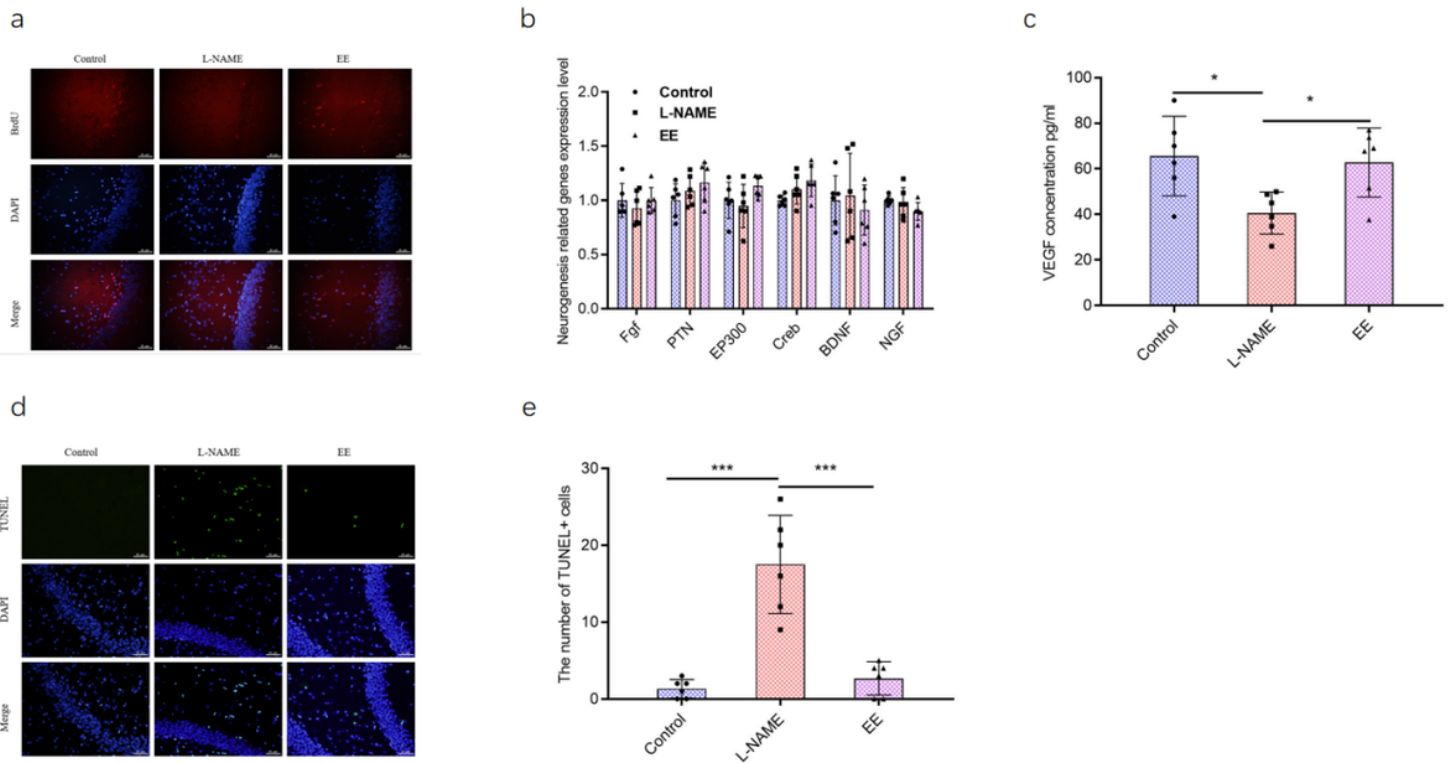 a
Control L-NAME EE
BrdU
DAPI
Merge
b
Neurogenesis related genes expression level
2.0
1.5
1.0
0.5
0.0
Control
L-NAME
EE
Fgf PTN EP300 Creb BDNF NGF
c
VEGF concentration pg/ml
100
80
60
40
20
0
* *
Control L-NAME EE
d
Control L-NAME EE
TUNEL
DAPI
Merge
e
The number of TUNEL+ cells
30
20
10
0
*** ***
Control L-NAME EE